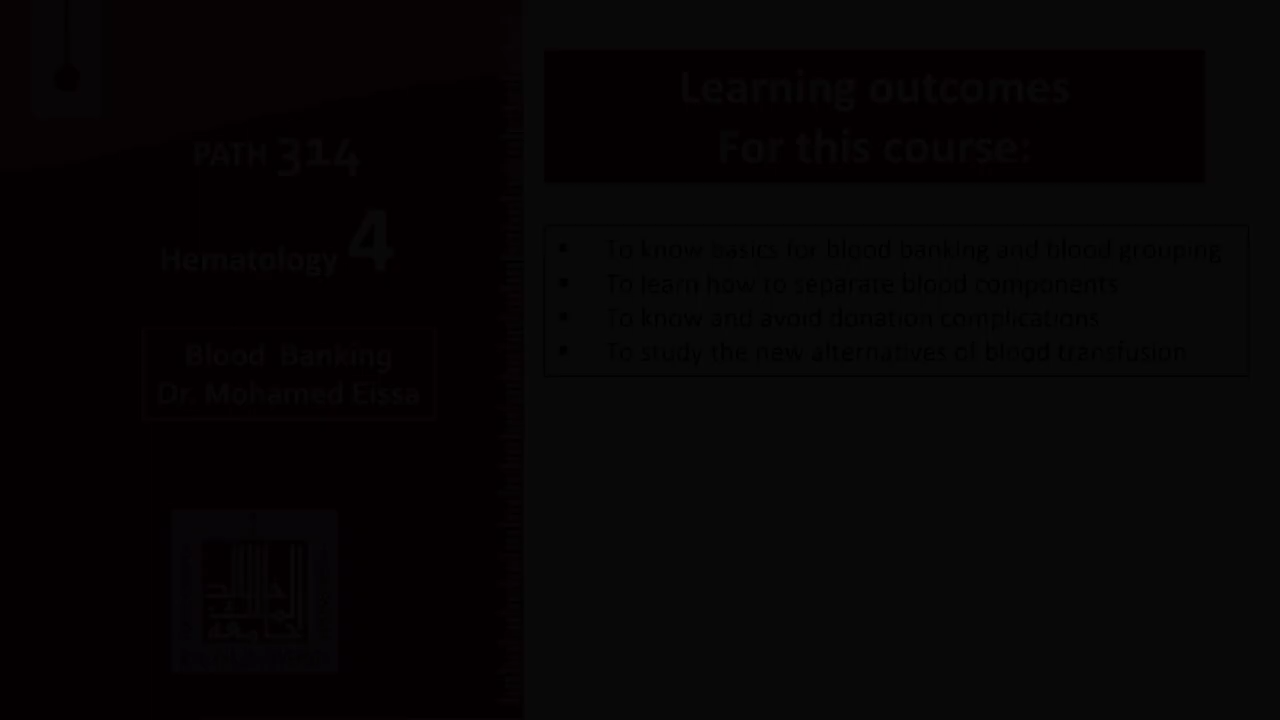 PATH 314
Hematology 4
Blood Banking
Dr. Mohamed Eissa
Learning outcomes
For this course:
▪ To know basics for blood banking and blood grouping
▪ To learn how to separate blood components
▪ To know and avoid donation complications
▪ To study the new alternatives of blood transfusion